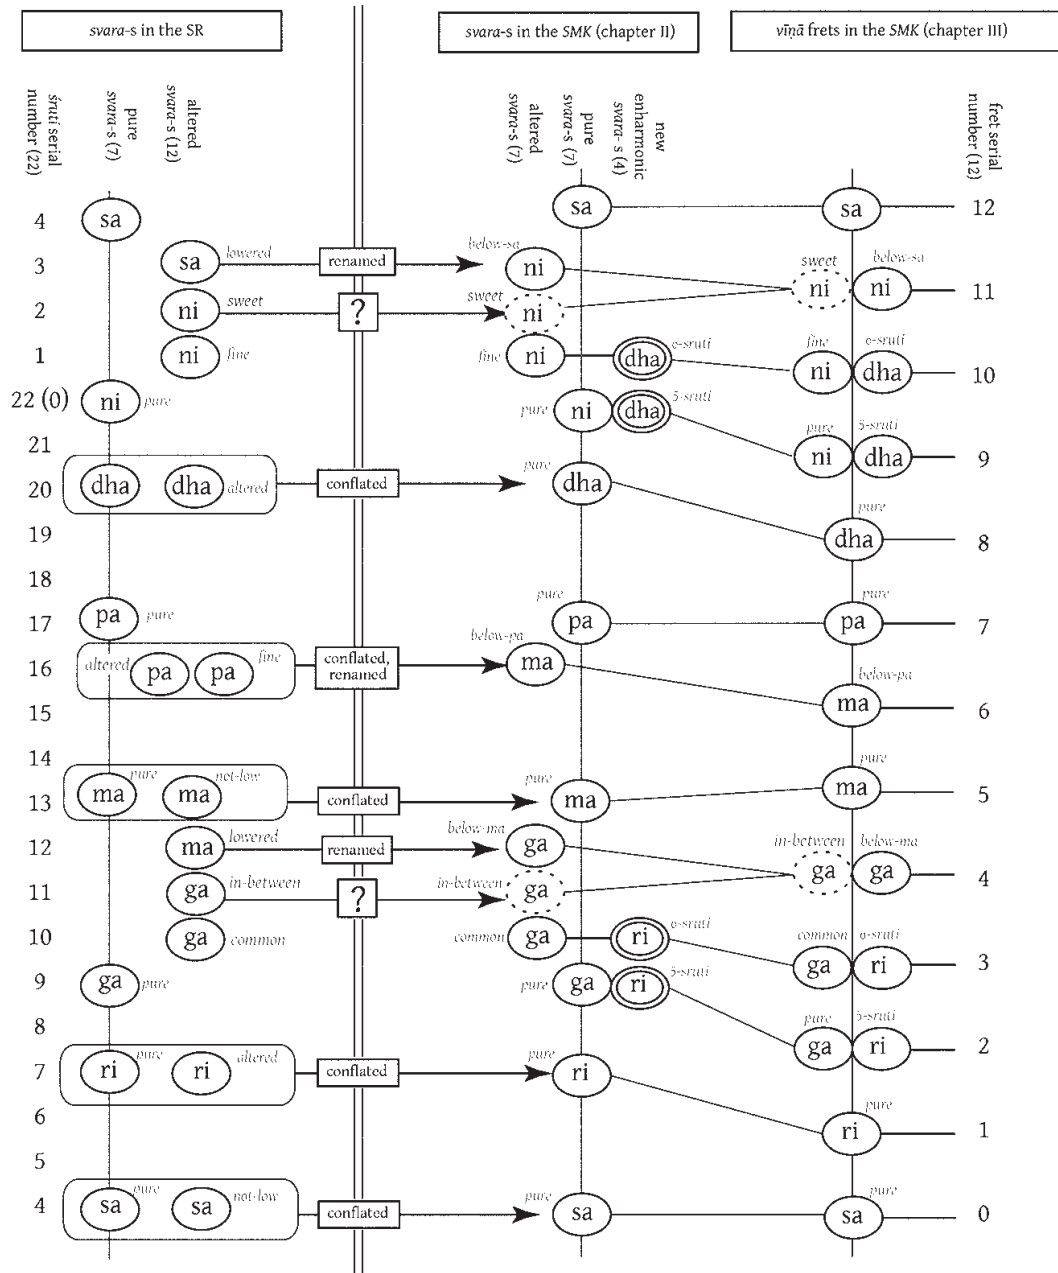 svara-s in the SR
svara-s in the SMK (chapter II)
vīṇā frets in the SMK (chapter III)
śruti serial
number (22)
pure
svara-s (7)
altered
svara-s (12)
altered
svara-s (7)
pure
svara-s (7)
new
enharmonic
svara-s (4)
fret serial
number (12)
4 sa sa sa 12
3 sa lowered renamed below-sa ni
sweet ni ni below-sa 11
2 ni sweet ? sweet ni
1 ni fine fine ni dha 6-sruti
fine ni dha 6-sruti 10
22 (0) ni pure pure ni dha 5-sruti
21
pure ni dha 5-sruti 9
20 dha dha altered conflated pure dha
19
pure dha 8
18
17 pa pure pure pa pure pa 7
16 altered pa pa fine conflated,
renamed below-pa ma
below-pa ma 6
15
14
13 ma pure ma not-low conflated pure ma pure ma 5
12 ma lowered renamed below-ma ga
in-between ga ga below-ma 4
11 ga in-between ? in-between ga
10 ga common common ga ri 6-sruti
common ga ri 6-sruti 3
9 ga pure pure ga ri 5-sruti
8
pure ga ri 5-sruti 2
7 ri pure ri altered conflated pure ri
6
pure ri 1
5
4 sa pure sa not-low conflated pure sa pure sa 0